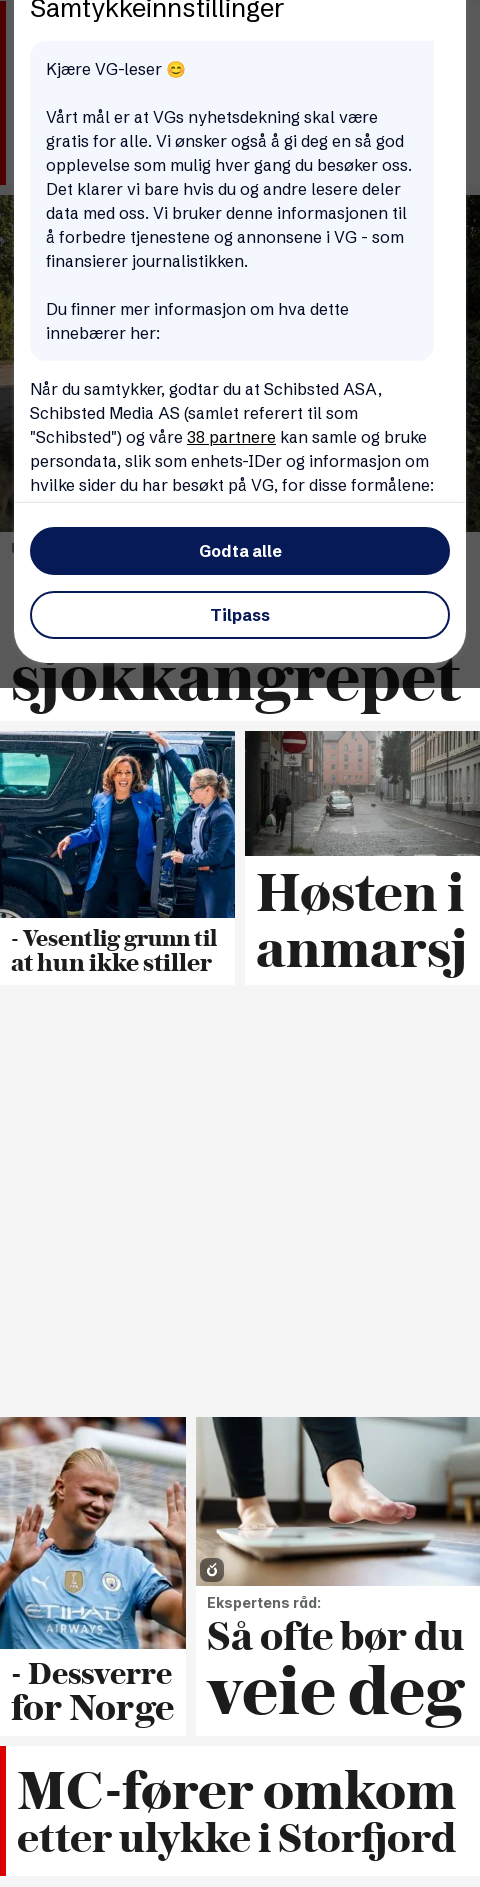 Samtykkeinnstillinger
Kjære VG-leser 😊
Vårt mål er at VGs nyhetsdekning skal være
gratis for alle. Vi ønsker også å gi deg en så god
opplevelse som mulig hver gang du besøker oss.
Det klarer vi bare hvis du og andre lesere deler
data med oss. Vi bruker denne informasjonen til
å forbedre tjenestene og annonsene i VG - som
finansierer journalistikken.
Du finner mer informasjon om hva dette
innebærer her:
Når du samtykker, godtar du at Schibsted ASA,
Schibsted Media AS (samlet referert til som
"Schibsted") og våre 38 partnere kan samle og bruke
persondata, slik som enhets-IDer og informasjon om
hvilke sider du har besøkt på VG, for disse formålene:
Godta alle
Tilpass
sjokkangrepet
- Vesentlig grunn til
at hun ikke stiller
Høsten i
anmarsj
ETIHAD
AIRWAYS
- Dessverre
for Norge
Ekspertens råd:
Så ofte bør du
veie deg
MC-fører omkom
etter ulykke i Storfjord